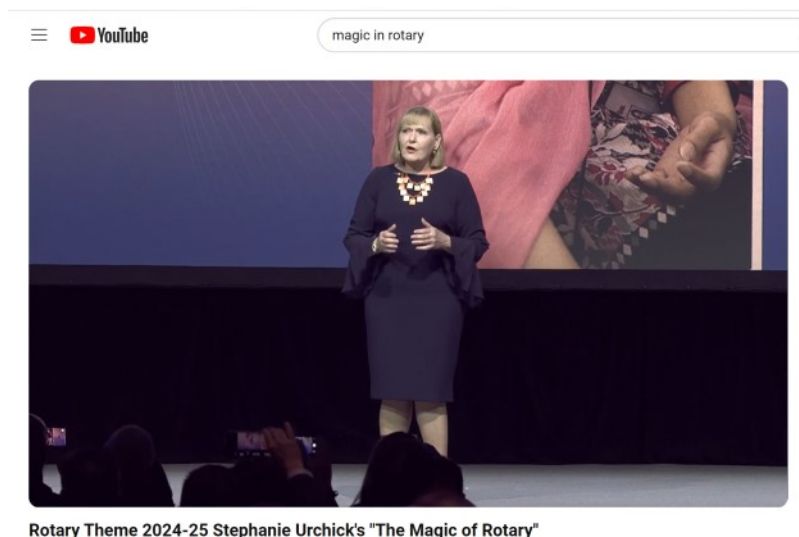 YouTube
magic in rotary
Rotary Theme 2024-25 Stephanie Urchick's "The Magic of Rotary"